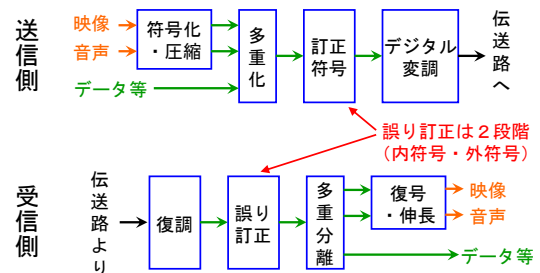 送信側
映像
音声
データ等
符号化
・圧縮
多重化
訂正
符号
デジタル
変調
伝送路へ
誤り訂正は２段階
（内符号・外符号）
受信側
伝送路より
復調
誤り
訂正
多重分離
復号
・伸長
映像
音声
データ等